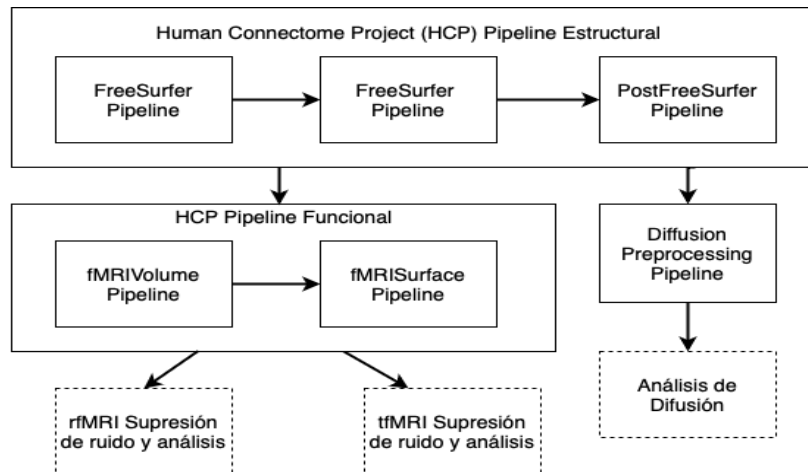 Human Connectome Project (HCP) Pipeline Estructural
FreeSurfer
Pipeline
FreeSurfer
Pipeline
PostFreeSurfer
Pipeline
HCP Pipeline Funcional
fMRIVolume
Pipeline
fMRISurface
Pipeline
Diffusion
Preprocessing
Pipeline
rfMRI Supresión
de ruido y análisis
tfMRI Supresión
de ruido y análisis
Análisis de
Difusión